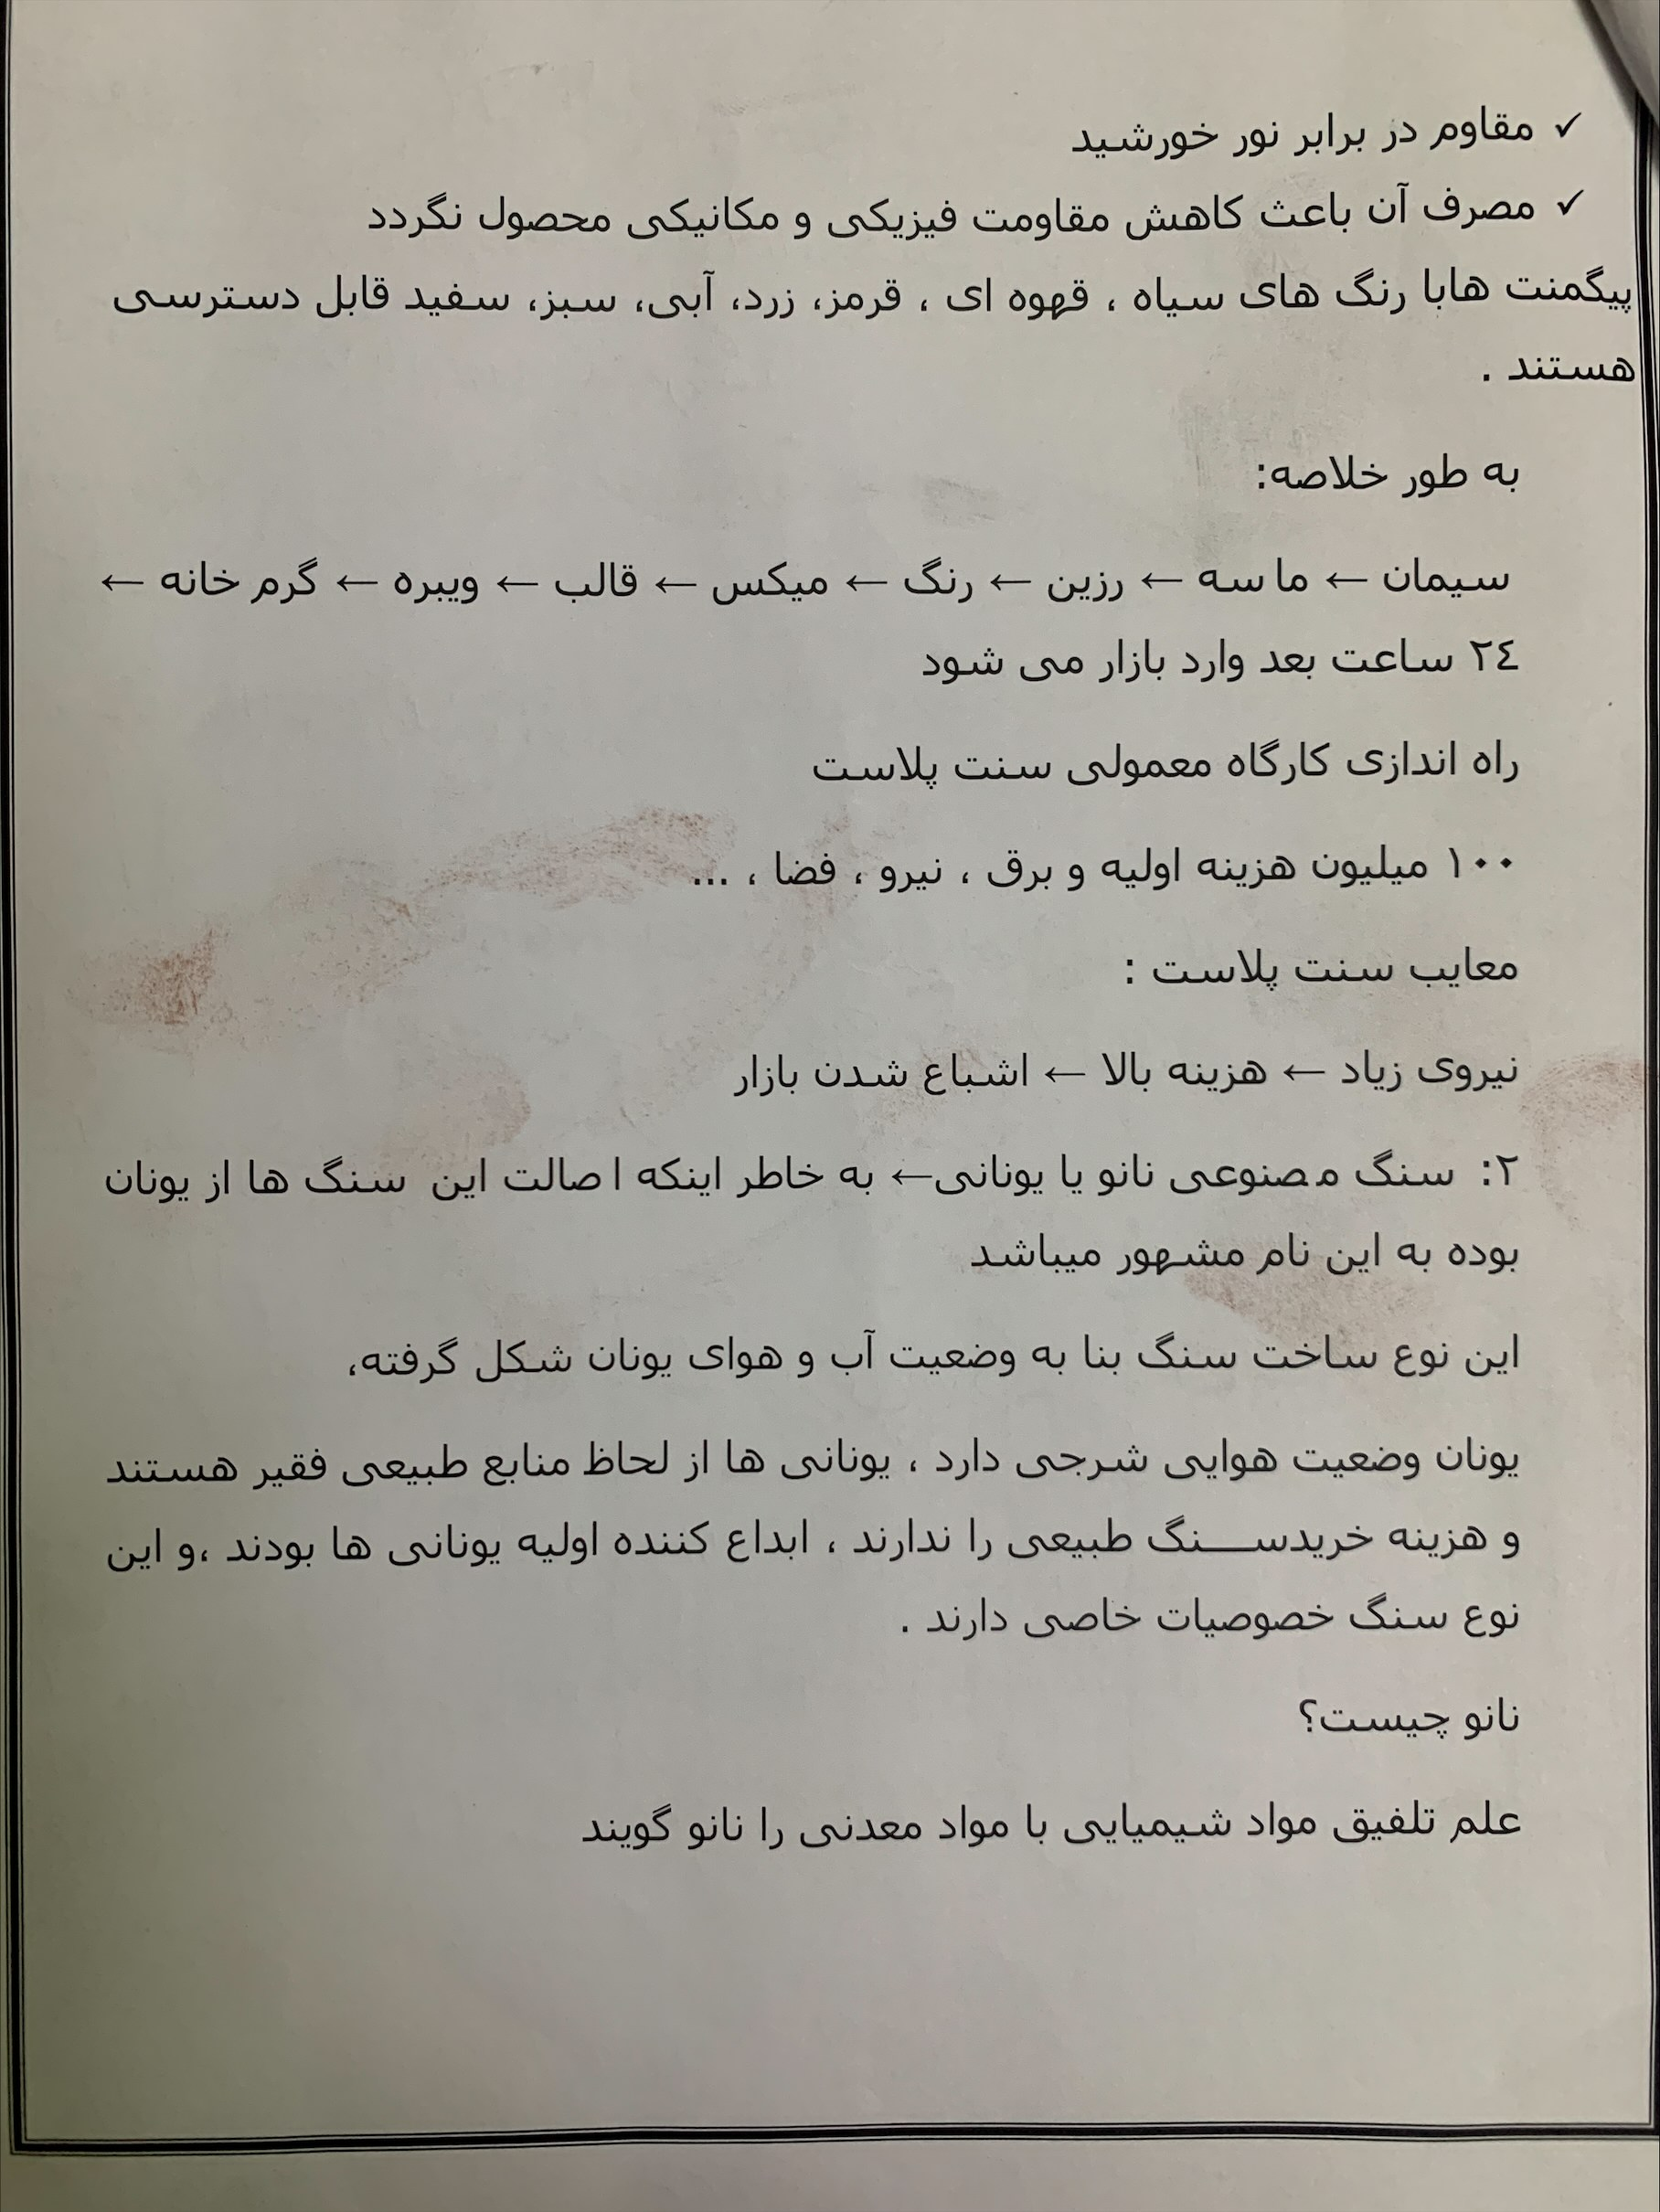 ✓ مقاوم در برابر نور خورشید
✓ مصرف آن باعث کاهش مقاومت فیزیکی و مکانیکی محصول نگردد
پیگمنت هابا رنگ های سیاه ، قهوه ای ، قرمز، زرد، آبی، سبز، سفید قابل دسترسی
هستند .
به طور خلاصه:
سیمان ← ماسه ← رزین ← رنگ ← میکس ← قالب ← ویبره ← گرم خانه ←
٢٤ ساعت بعد وارد بازار می شود
راه اندازی کارگاه معمولی سنت پلاست
١٠٠ میلیون هزینه اولیه و برق ، نیرو ، فضا ، ...
معایب سنت پلاست :
نیروی زیاد ← هزینه بالا ← اشباع شدن بازار
٢: سنگ مصنوعی نانو یا یونانی← به خاطر اینکه اصالت این سنگ ها از یونان
بوده به این نام مشهور میباشد
این نوع ساخت سنگ بنا به وضعیت آب و هوای یونان شکل گرفته،
یونان وضعیت هوایی شرجی دارد ، یونانی ها از لحاظ منابع طبیعی فقیر هستند
و هزینه خریدســـنگ طبیعی را ندارند ، ابداع کننده اولیه یونانی ها بودند ،و این
نوع سنگ خصوصیات خاصی دارند .
نانو چیست؟
علم تلفیق مواد شیمیایی با مواد معدنی را نانو گویند